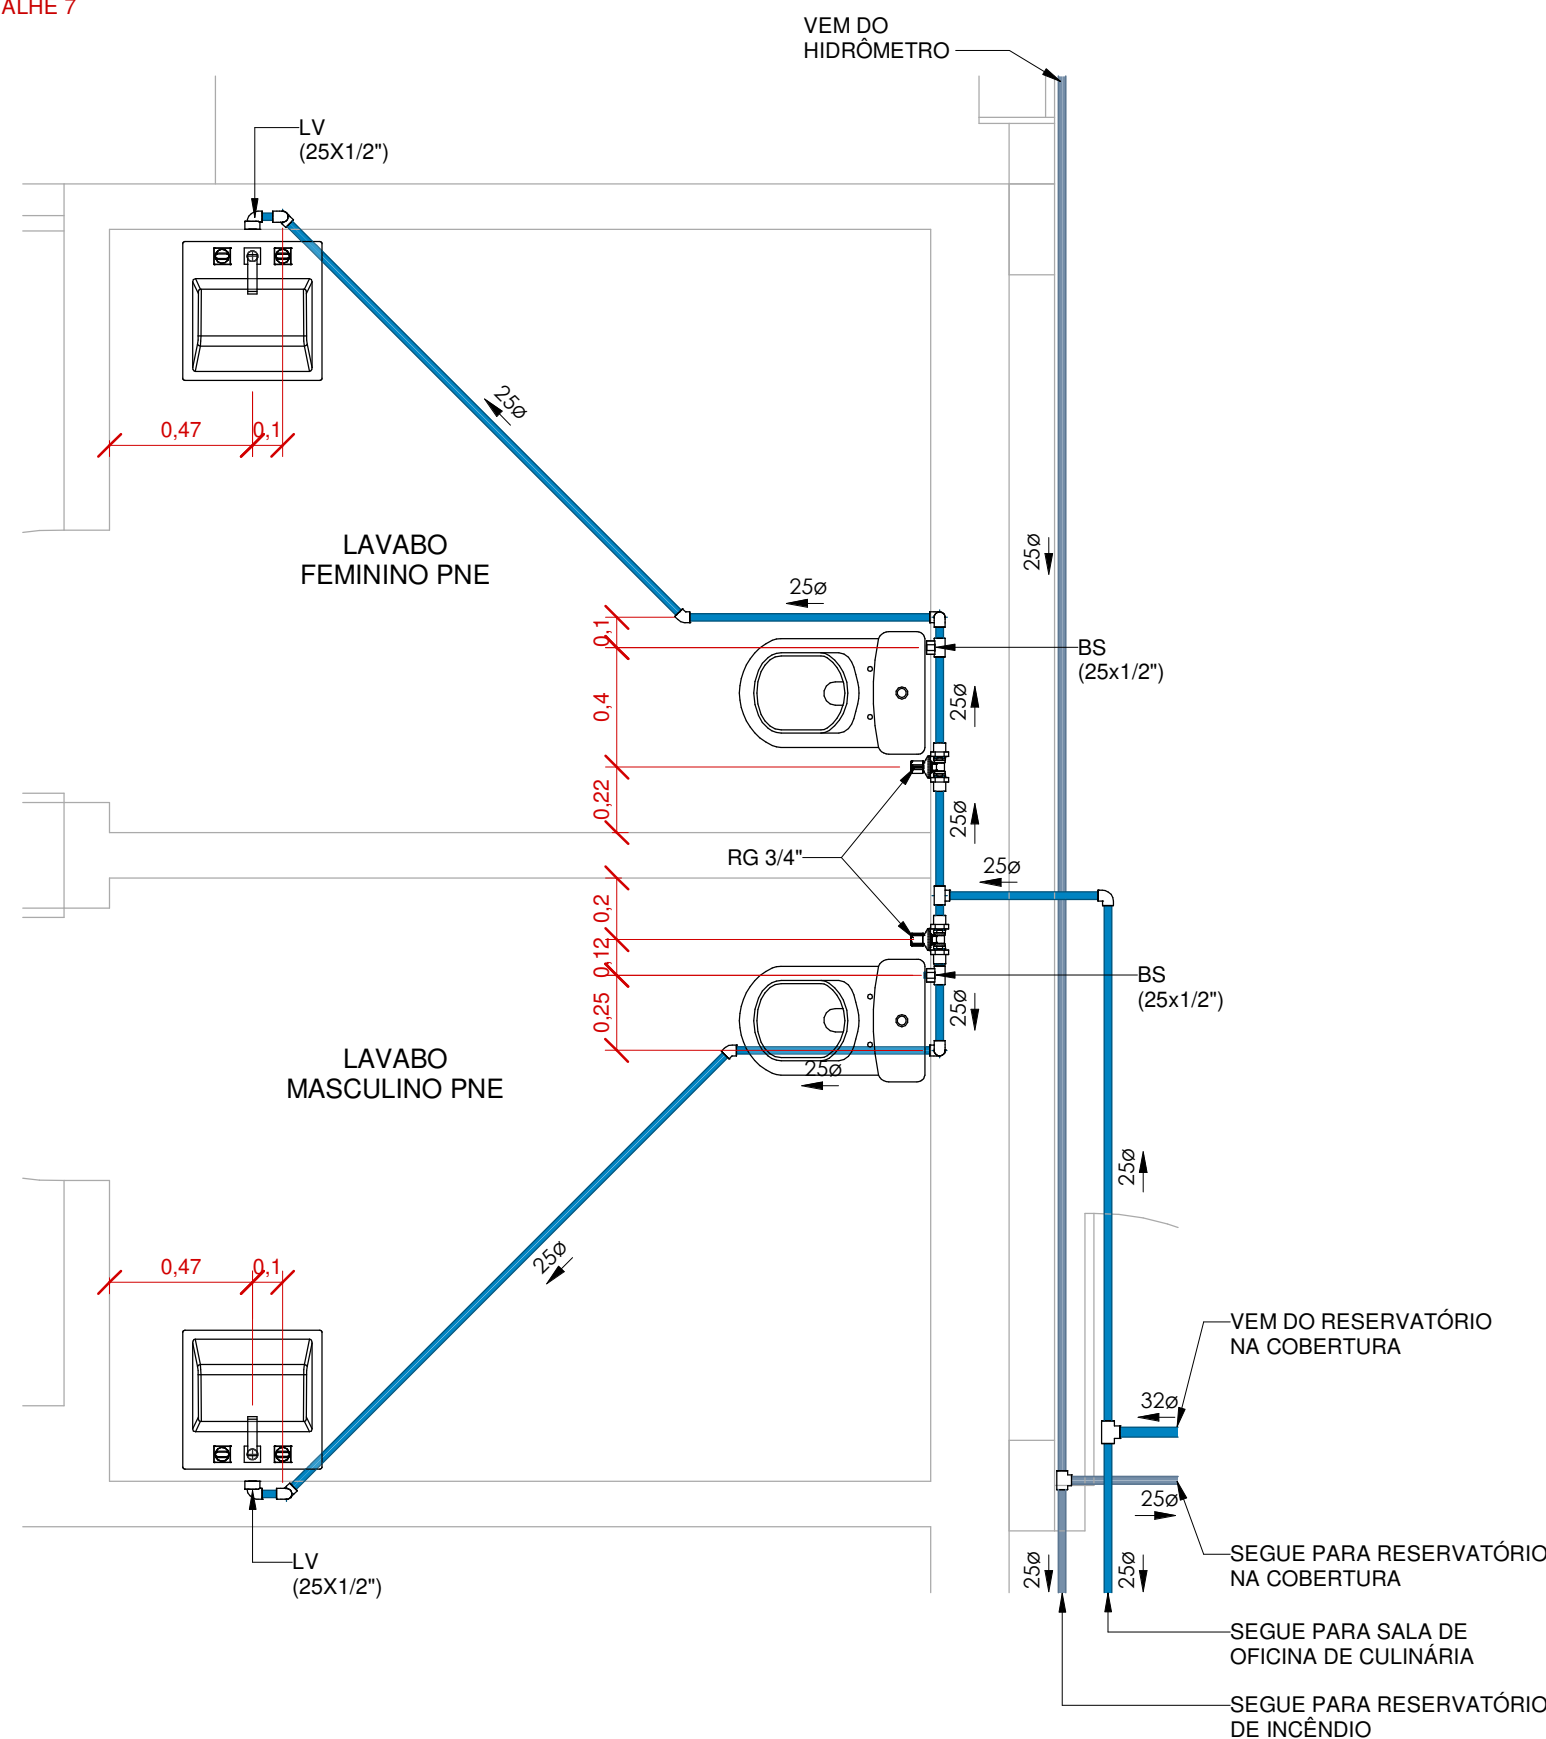 ALHE 7
VEM DO
HIDRÔMETRO
LV
(25X1/2")
25ø
0,47
0,1
LAVABO
FEMININO PNE
25ø
25ø
0,1
BS
(25x1/2")
0,4
25ø
0,22
25ø
RG 3/4"
25ø
0,2
0,12
BS
(25x1/2")
0,25
25ø
LAVABO
MASCULINO PNE
25ø
25ø
25ø
0,47
0,1
VEM DO RESERVATÓRIO
NA COBERTURA
32ø
25ø
LV
(25X1/2")
25ø
25ø
SEGUE PARA RESERVATÓRIO
NA COBERTURA
SEGUE PARA SALA DE
OFICINA DE CULINÁRIA
SEGUE PARA RESERVATÓRIO
DE INCÊNDIO